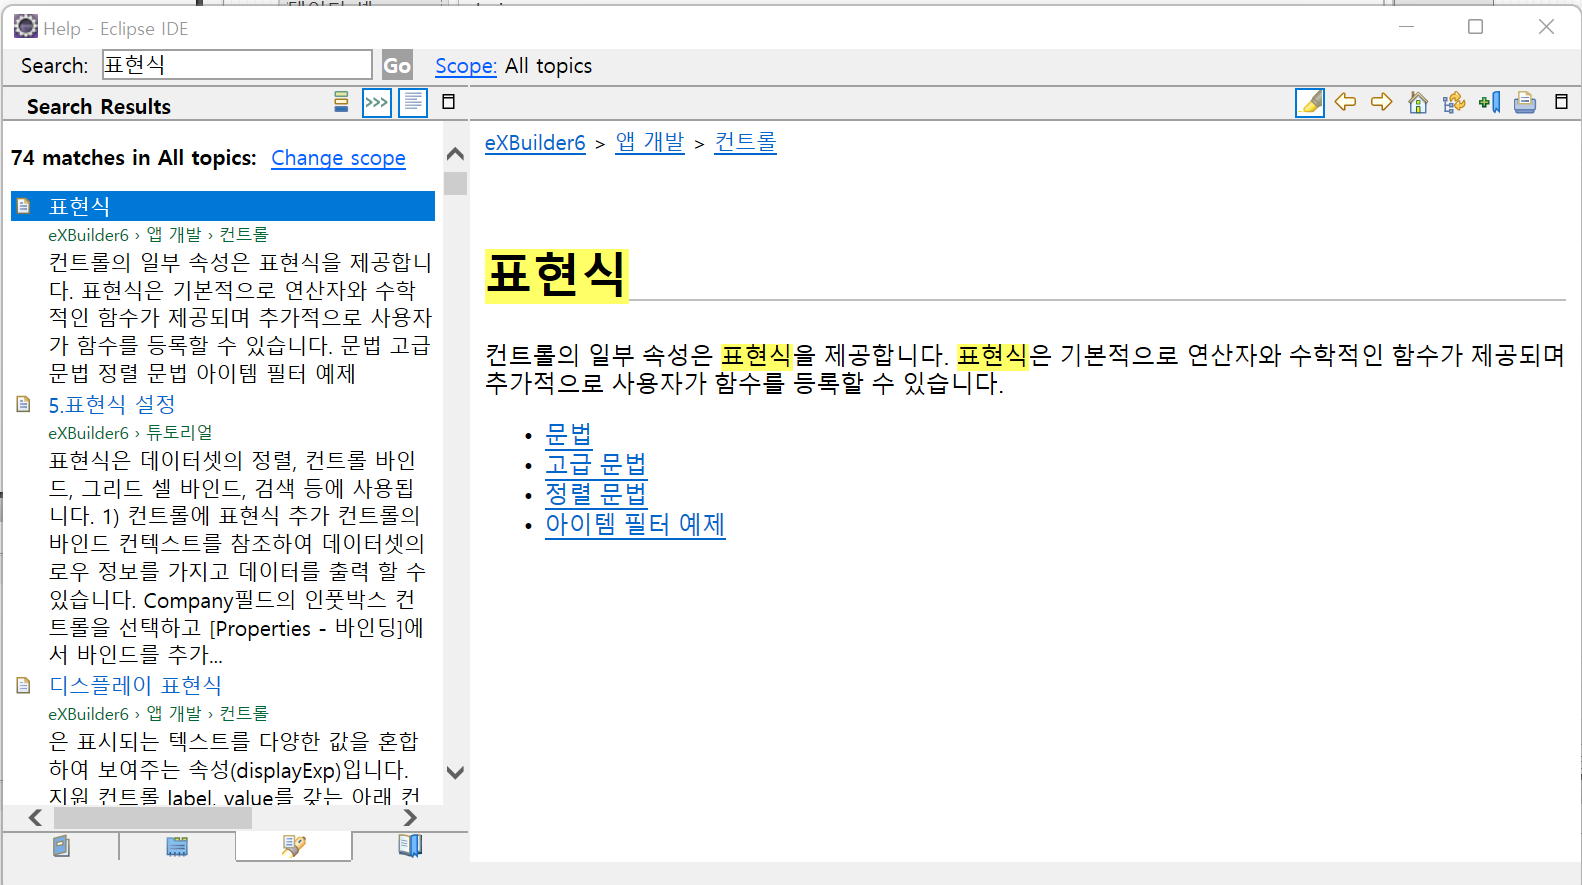 Help - Eclipse IDE
Search: 표현식 Go Scope: All topics
Search Results
74 matches in All topics: Change scope
표현식
eXBuilder6 › 앱 개발 › 컨트롤
컨트롤의 일부 속성은 표현식을 제공합니
다. 표현식은 기본적으로 연산자와 수학
적인 함수가 제공되며 추가적으로 사용자
가 함수를 등록할 수 있습니다. 문법 고급
문법 정렬 문법 아이템 필터 예제
5.표현식 설정
eXBuilder6 › 튜토리얼
표현식은 데이터셋의 정렬, 컨트롤 바인
드, 그리드 셀 바인드, 검색 등에 사용됩
니다. 1) 컨트롤에 표현식 추가 컨트롤의
바인드 컨텍스트를 참조하여 데이터셋의
로우 정보를 가지고 데이터를 출력 할 수
있습니다. Company필드의 인풋박스 컨
트롤을 선택하고 [Properties - 바인딩]에
서 바인드를 추가...
디스플레이 표현식
eXBuilder6 › 앱 개발 › 컨트롤
은 표시되는 텍스트를 다양한 값을 혼합
하여 보여주는 속성(displayExp)입니다.
지원 컨트롤 label, value를 갖는 아래 컨
eXBuilder6 > 앱 개발 > 컨트롤
표현식
컨트롤의 일부 속성은 표현식을 제공합니다. 표현식은 기본적으로 연산자와 수학적인 함수가 제공되며
추가적으로 사용자가 함수를 등록할 수 있습니다.
• 문법
• 고급 문법
• 정렬 문법
• 아이템 필터 예제